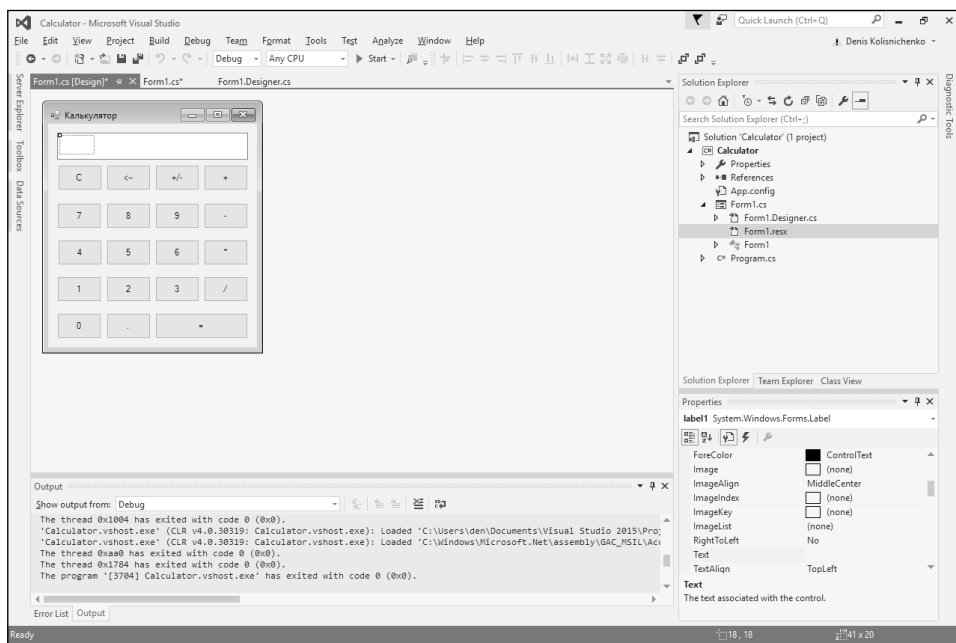 Calculator - Microsoft Visual Studio
Quick Launch (Ctrl+Q)
File Edit View Project Build Debug Team Format Tools Test Analyze Window Help
Denis Kolisnichenko
Debug Any CPU Start
Server Explorer
Toolbox
Data Sources
Form1.cs [Design]* Form1.cs* Form1.Designer.cs
Калькулятор
C <-- +/- +
7 8 9 -
4 5 6 *
1 2 3 /
0 . =
Solution Explorer
Search Solution Explorer (Ctrl+;)
Solution 'Calculator' (1 project)
C# Calculator
Properties
References
App.config
Form1.cs
Form1.Designer.cs
Form1.resx
Form1
C# Program.cs
Solution Explorer Team Explorer Class View
Diagnostic Tools
Properties
label1 System.Windows.Forms.Label
ForeColor ControlText
Image (none)
ImageAlign MiddleCenter
ImageIndex (none)
ImageKey (none)
ImageList (none)
RightToLeft No
Text
TextAlign TopLeft
Text
The text associated with the control.
Output
Show output from: Debug
The thread 0x1004 has exited with code 0 (0x0).
'Calculator.vshost.exe' (CLR v4.0.30319: Calculator.vshost.exe): Loaded 'C:\Users\den\Documents\Visual Studio 2015\Pro
'Calculator.vshost.exe' (CLR v4.0.30319: Calculator.vshost.exe): Loaded 'C:\Windows\Microsoft.Net\assembly\GAC_MSIL\Acc
The thread 0xaa0 has exited with code 0 (0x0).
The thread 0x1784 has exited with code 0 (0x0).
The program '[3704] Calculator.vshost.exe' has exited with code 0 (0x0).
Error List Output
Ready
18 , 18
41 x 20